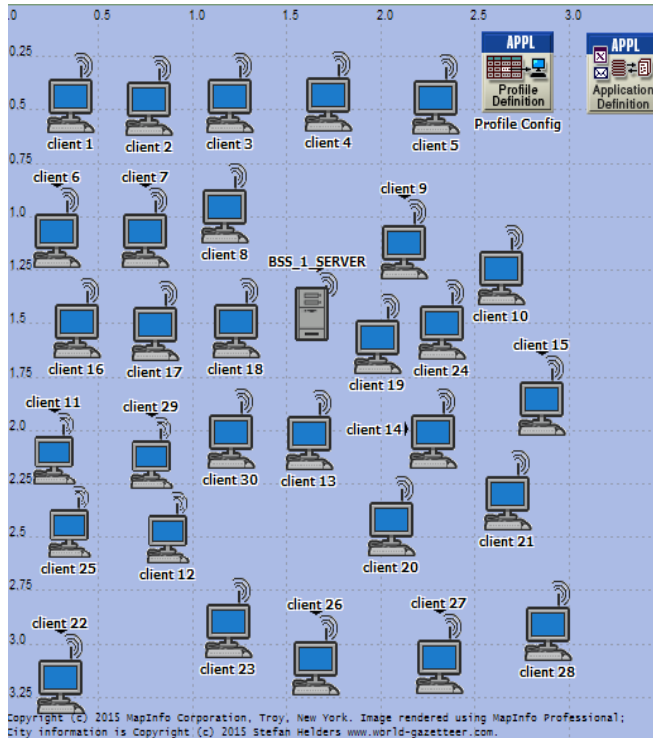 .0 0.5 1.0 1.5 2.0 2.5 3.0
APPL
APPL
0.25
Profile
Definition
Application
Definition
0.5
Profile Config
client 1 client 2 client 3 client 4 client 5
0.75
client 6 client 7
client 9
1.0
client 8
BSS_1_SERVER
1.25
client 10
1.5
client 15
client 16 client 17 client 18
client 19
client 24
1.75
client 11 client 29
client 14
2.0
client 30 client 13
2.25
2.5
client 21
client 25 client 12
client 20
2.75
client 26 client 27
client 22
3.0
client 23
client 28
3.25
Copyright (c) 2015 MapInfo Corporation, Troy, New York. Image rendered using MapInfo Professional;
City information is Copyright (c) 2015 Stefan Helders www.world-gazetteer.com.